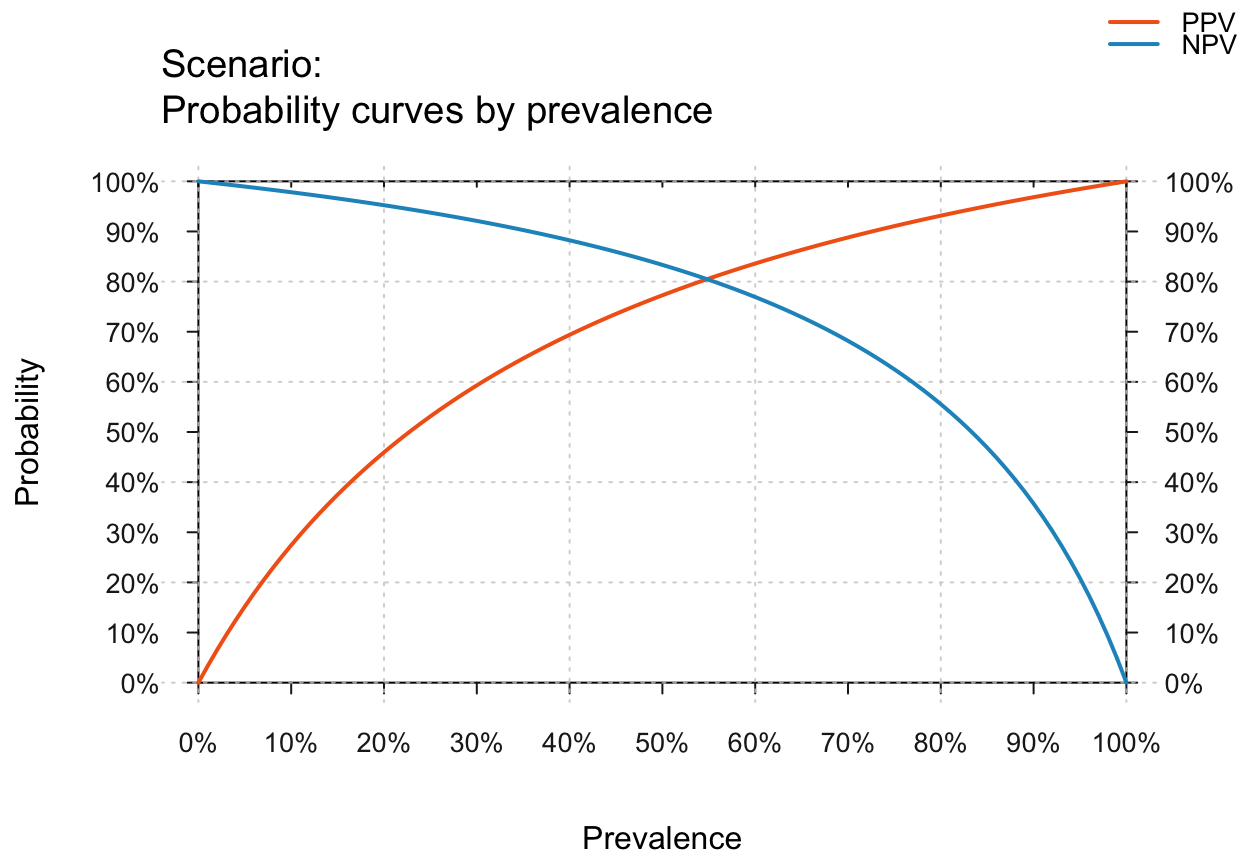 PPV
NPV
Scenario:
Probability curves by prevalence
100% 100%
90% 90%
80% 80%
70% 70%
60% 60%
50% 50%
40% 40%
30% 30%
20% 20%
10% 10%
0% 0%
Probability
0% 10% 20% 30% 40% 50% 60% 70% 80% 90% 100%
Prevalence